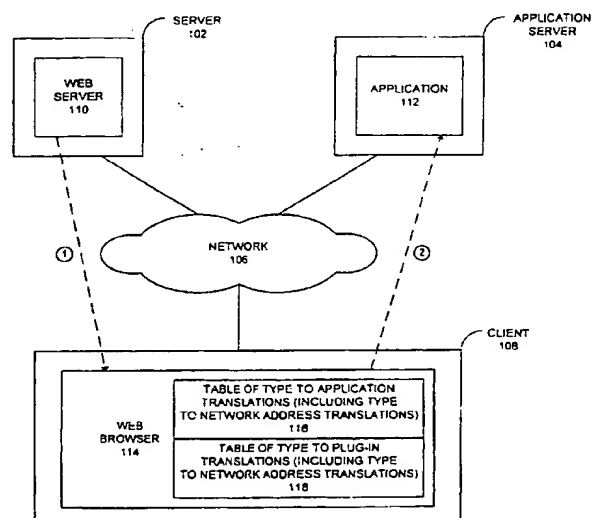 SERVER
102
APPLICATION
SERVER
104
WEB
SERVER
110
APPLICATION
112
NETWORK
106
1
2
CLIENT
108
WEB
BROWSER
114
TABLE OF TYPE TO APPLICATION
TRANSLATIONS (INCLUDING TYPE
TO NETWORK ADDRESS TRANSLATIONS)
116
TABLE OF TYPE TO PLUG-IN
TRANSLATIONS (INCLUDING TYPE
TO NETWORK ADDRESS TRANSLATIONS)
118